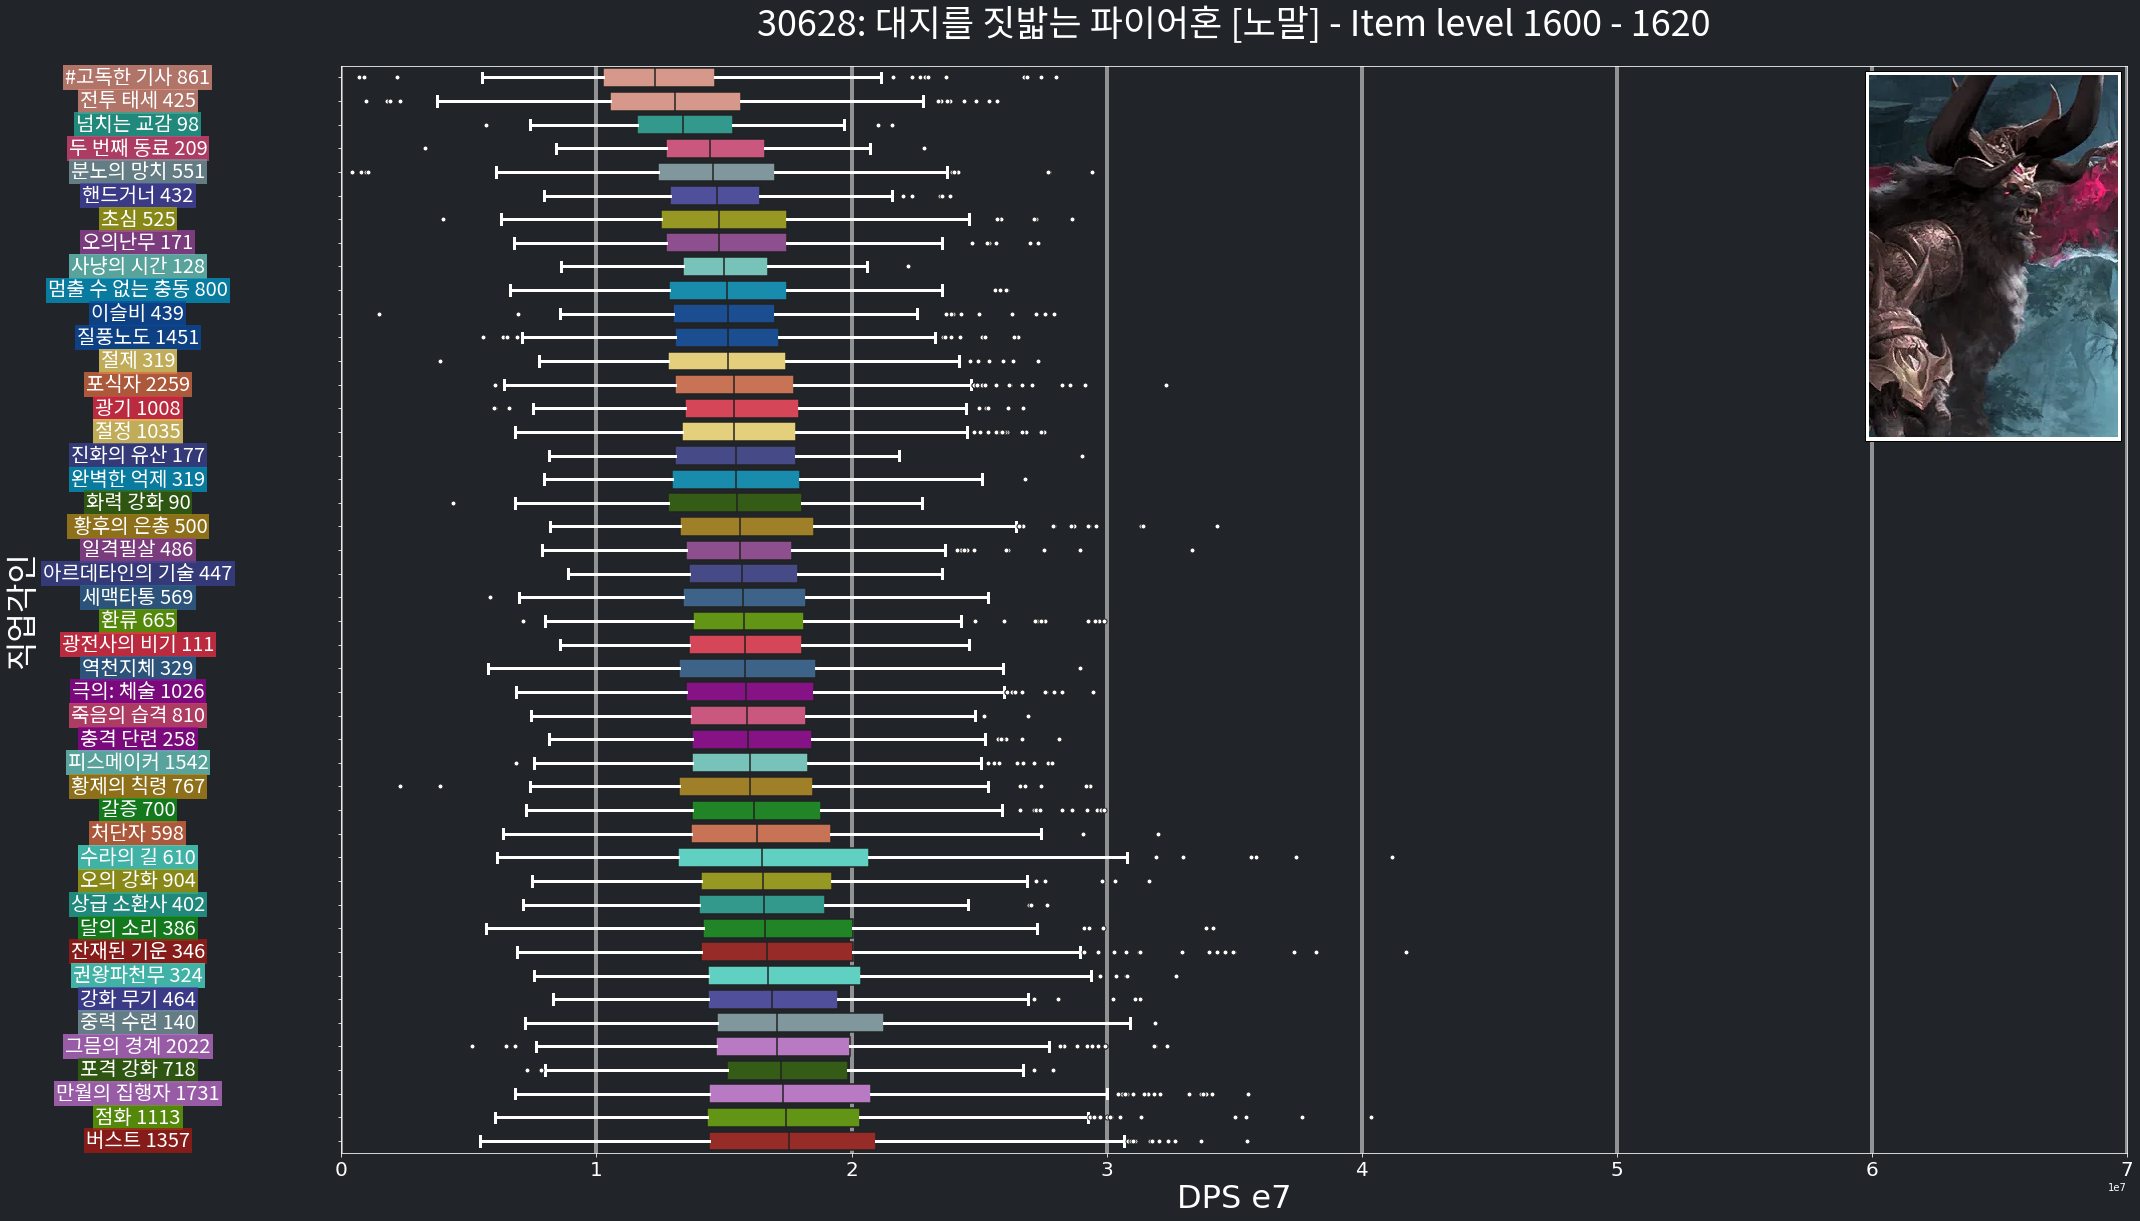 30628: 대지를 짓밟는 파이어혼 [노말] - Item level 1600 - 1620
#고독한 기사 861
전투 태세 425
넘치는 교감 98
두 번째 동료 209
분노의 망치 551
핸드거너 432
초심 525
오의난무 171
사냥의 시간 128
멈출 수 없는 충동 800
이슬비 439
질풍노도 1451
절제 319
포식자 2259
광기 1008
절정 1035
진화의 유산 177
완벽한 억제 319
화력 강화 90
황후의 은총 500
일격필살 486
아르데타인의 기술 447
세맥타통 569
환류 665
광전사의 비기 111
역천지체 329
극의: 체술 1026
죽음의 습격 810
충격 단련 258
피스메이커 1542
황제의 칙령 767
갈증 700
처단자 598
수라의 길 610
오의 강화 904
상급 소환사 402
달의 소리 386
잔재된 기운 346
권왕파천무 324
강화 무기 464
중력 수련 140
그믐의 경계 2022
포격 강화 718
만월의 집행자 1731
점화 1113
버스트 1357
직업각인
0 1 2 3 4 5 6 7
1e7
DPS e7